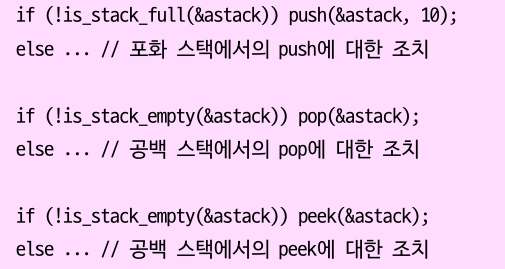 if (!is_stack_full(&astack)) push(&astack, 10);
else ... // 포화 스택에서의 push에 대한 조치
if (!is_stack_empty(&astack)) pop(&astack);
else ... // 공백 스택에서의 pop에 대한 조치
if (!is_stack_empty(&astack)) peek(&astack);
else ... // 공백 스택에서의 peek에 대한 조치